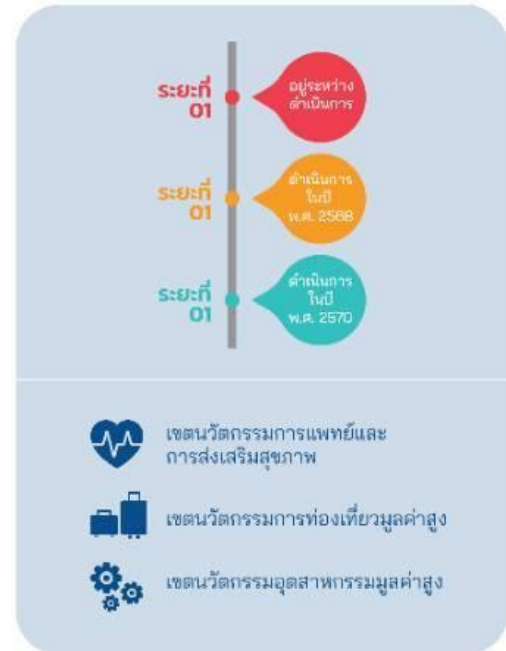 ระยะที่
01
อยู่ระหว่าง
ดำเนินการ
ระยะที่
01
ดำเนินการ
ในปี
พ.ศ. 2568
ระยะที่
01
ดำเนินการ
ในปี
พ.ศ. 2570
เขตนวัตกรรมการแพทย์และ
การส่งเสริมสุขภาพ
เขตนวัตกรรมการท่องเที่ยวมูลค่าสูง
เขตนวัตกรรมอุตสาหกรรมมูลค่าสูง